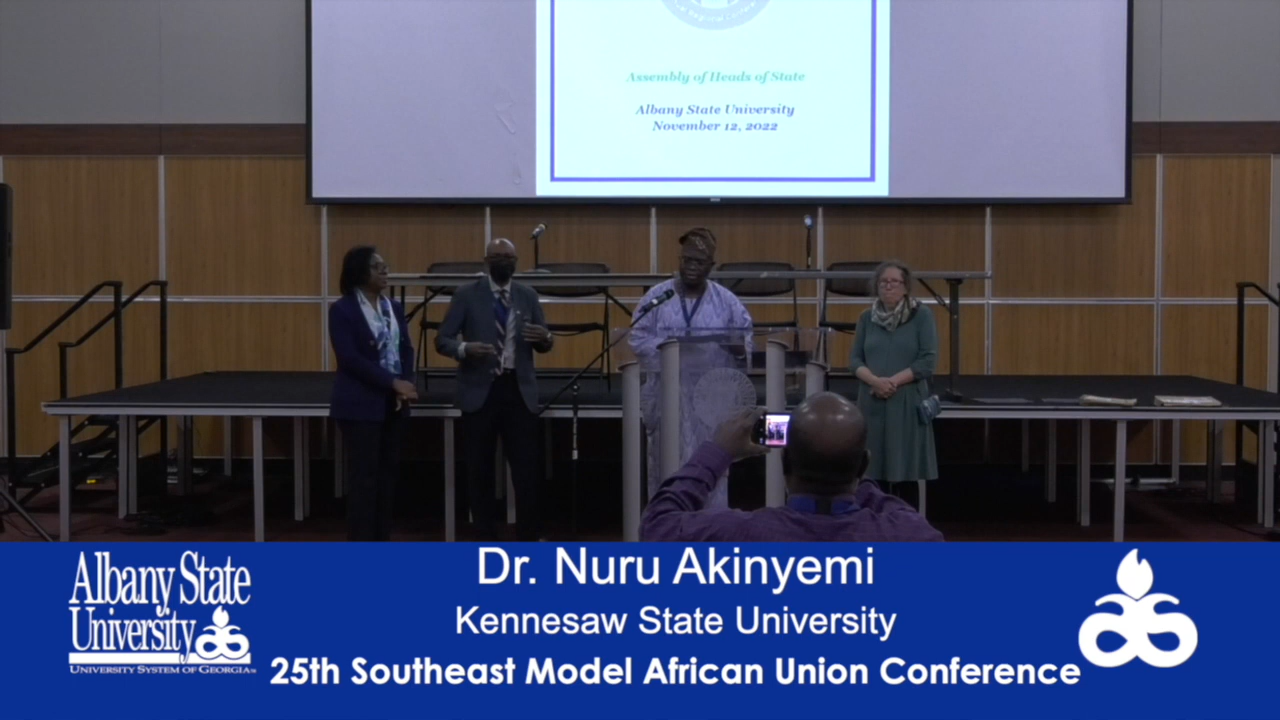 Assembly of Heads of State
Albany State University
November 12, 2022
Albany State
University
UNIVERSITY SYSTEM OF GEORGIA
Dr. Nuru Akinyemi
Kennesaw State University
25th Southeast Model African Union Conference